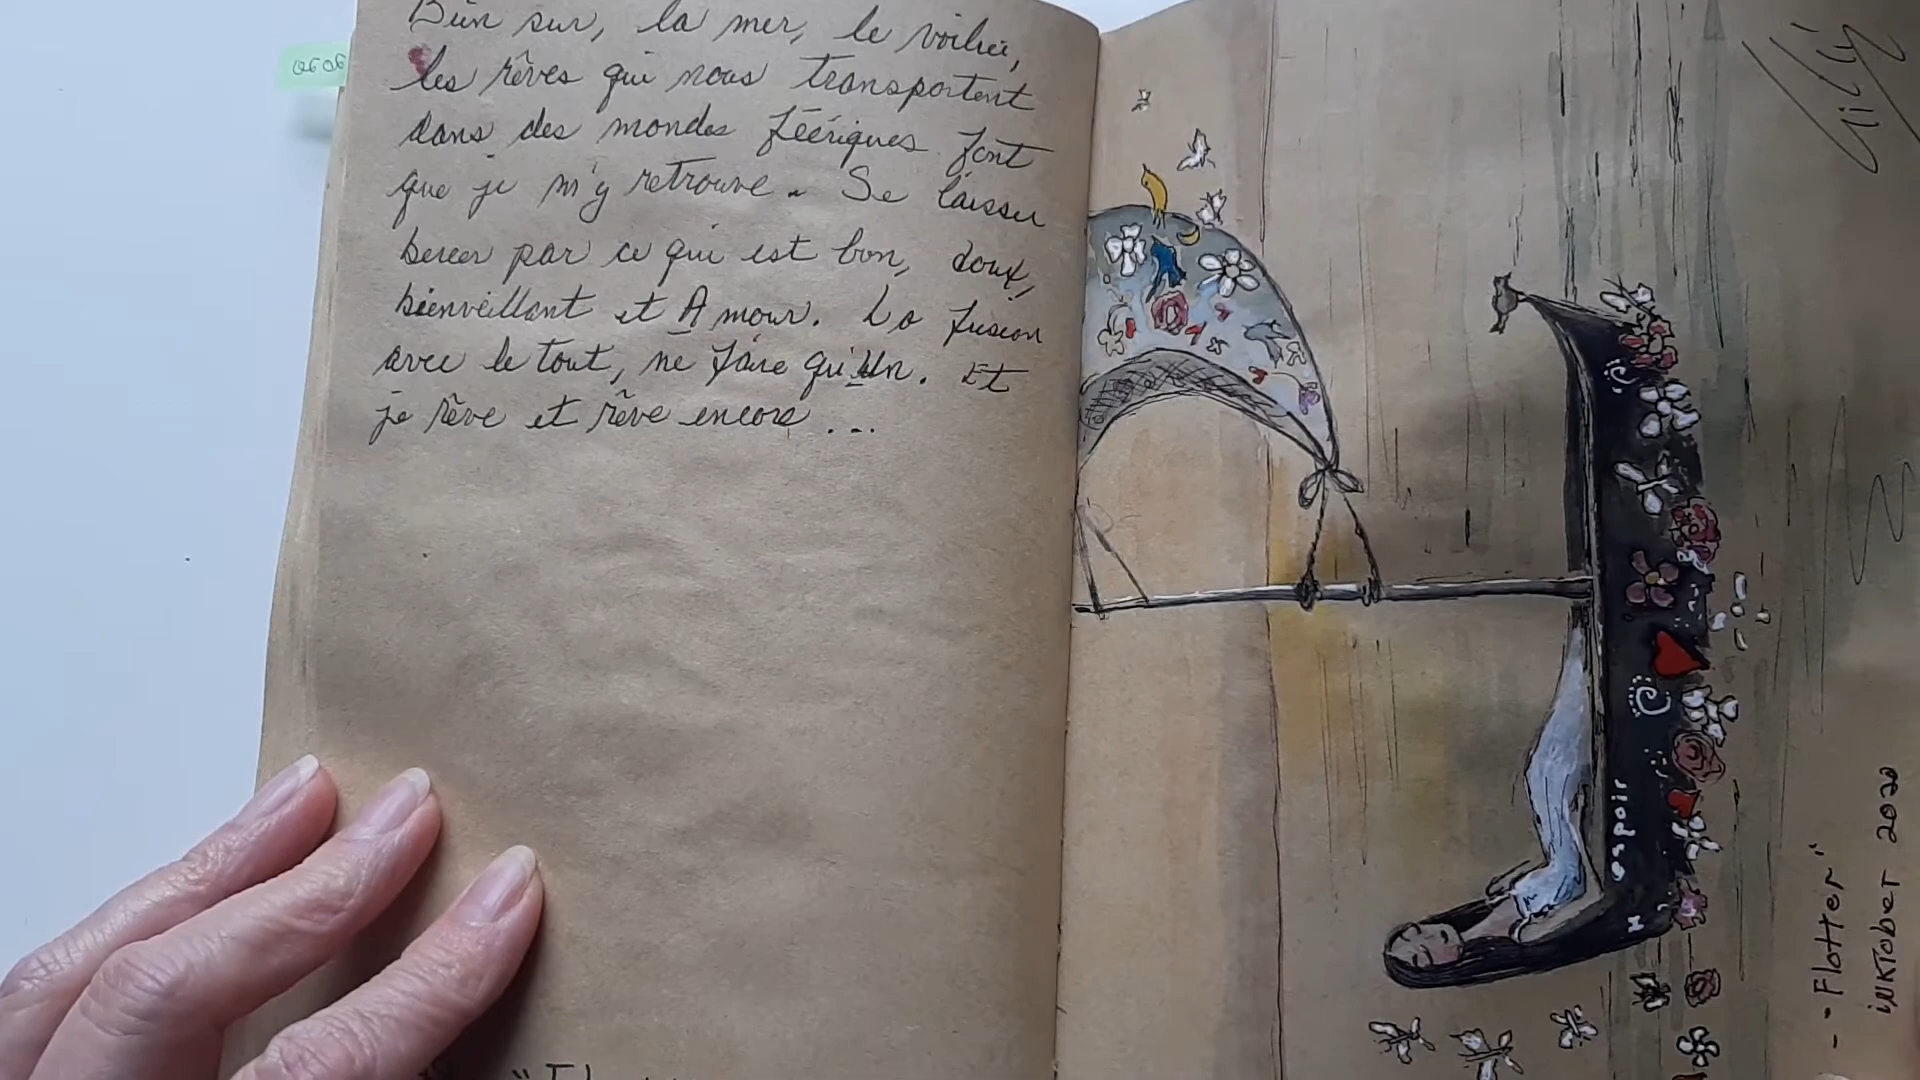 Bien sur, la mer, le voilier,
les rêves qui nous transportent
dans des mondes féériques font
que je m'y retrouve. Se laisser
bercer par ce qui est bon, doux,
bienveillant et Amour. La fusion
avec le tout, ne faire qu'Un. Et
je rêve et rêve encore...
espoir
-- "Flotter"
inktober 2020